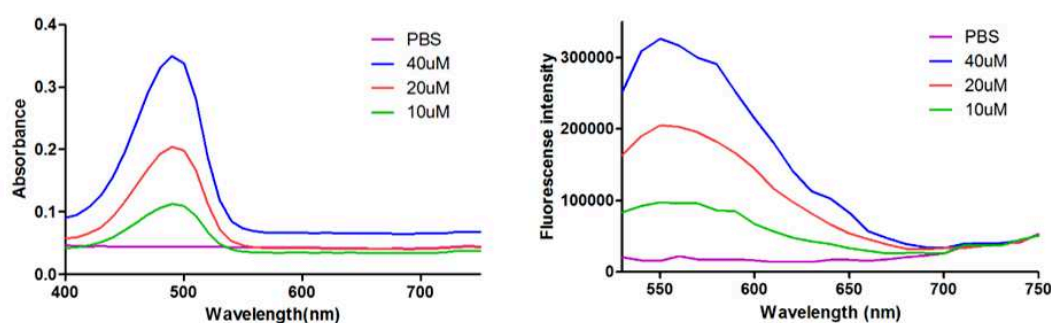 0.4
0.3
0.2
0.1
0.0
Absorbance
400
500
600
700
Wavelength(nm)
PBS
40uM
20uM
10uM
300000
200000
100000
0
Fluorescense intensity
550
600
650
700
750
Wavelength (nm)
PBS
40uM
20uM
10uM